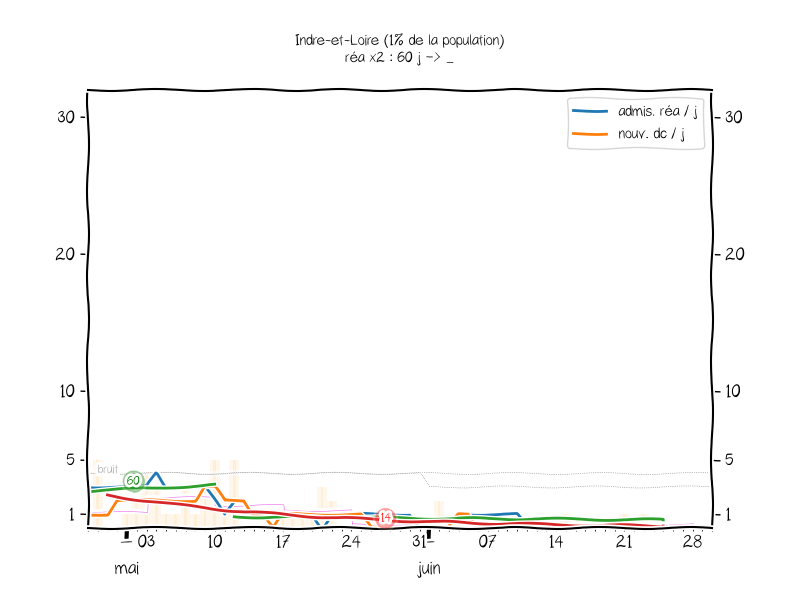 Indre-et-Loire (1% de la population)
réa x2 : 60 j -> _
admis. réa / j
nouv. dc / j
30
30
20
20
10
10
5
5
1
1
bruit
60
14
03 10 17 24 31 07 14 21 28
mai juin